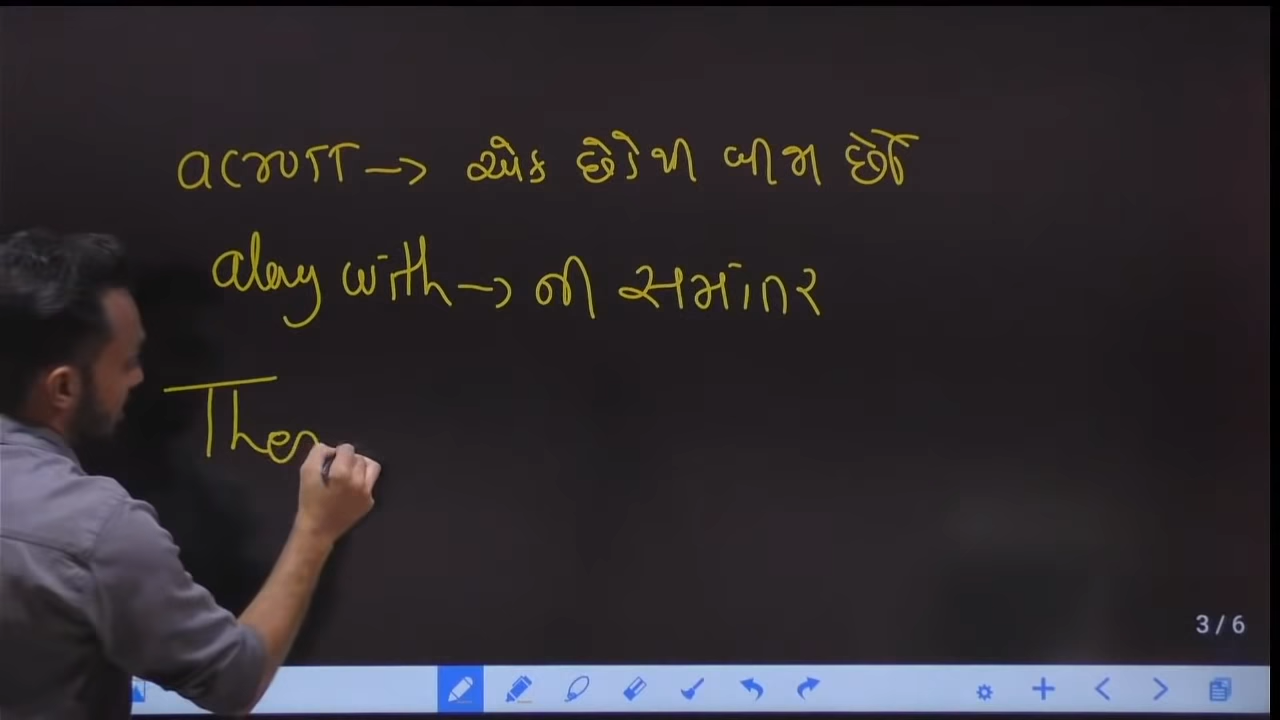 across → એક છેડેથી બીજા છેડે
along with → ની સમાંતર
Ther
3 / 6